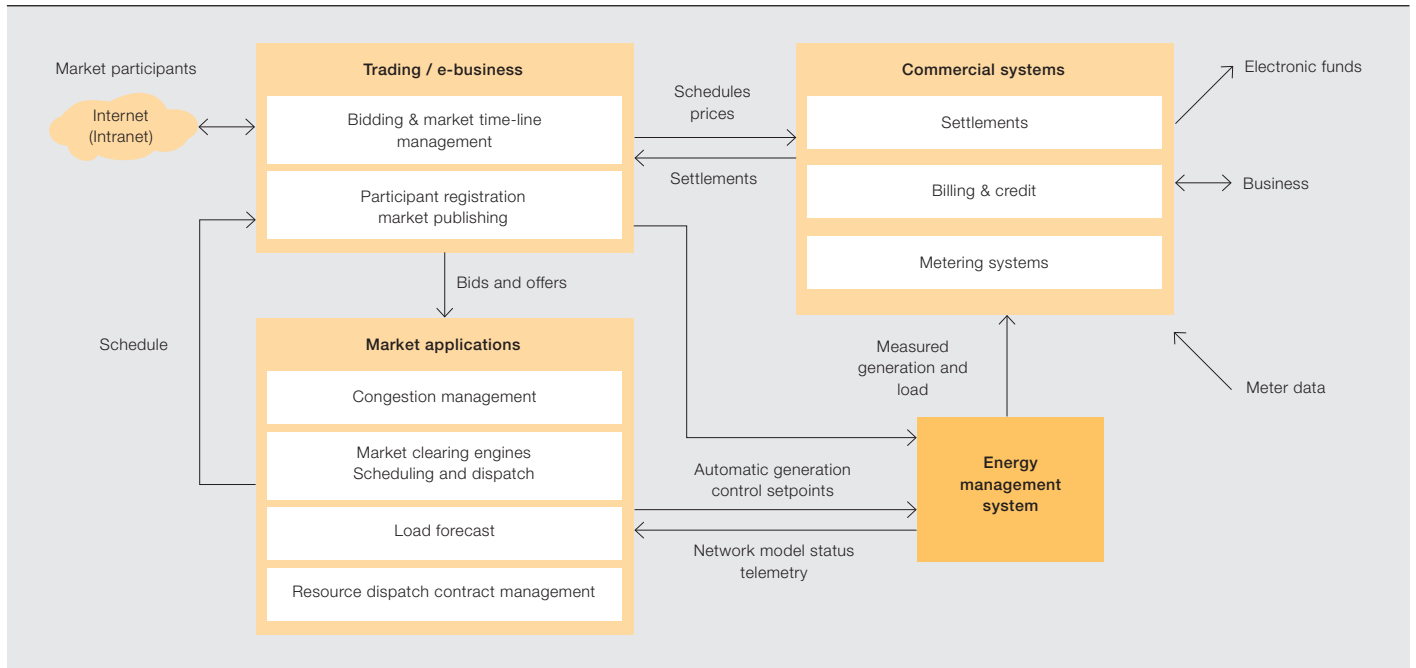 Market participants
Internet
(Intranet)
Trading / e-business
Bidding & market time-line
management
Participant registration
market publishing
Schedules
prices
Settlements
Commercial systems
Settlements
Billing & credit
Metering systems
Electronic funds
Business
Meter data
Bids and offers
Schedule
Market applications
Congestion management
Market clearing engines
Scheduling and dispatch
Load forecast
Resource dispatch contract management
Measured
generation and
load
Automatic generation
control setpoints
Network model status
telemetry
Energy
management
system